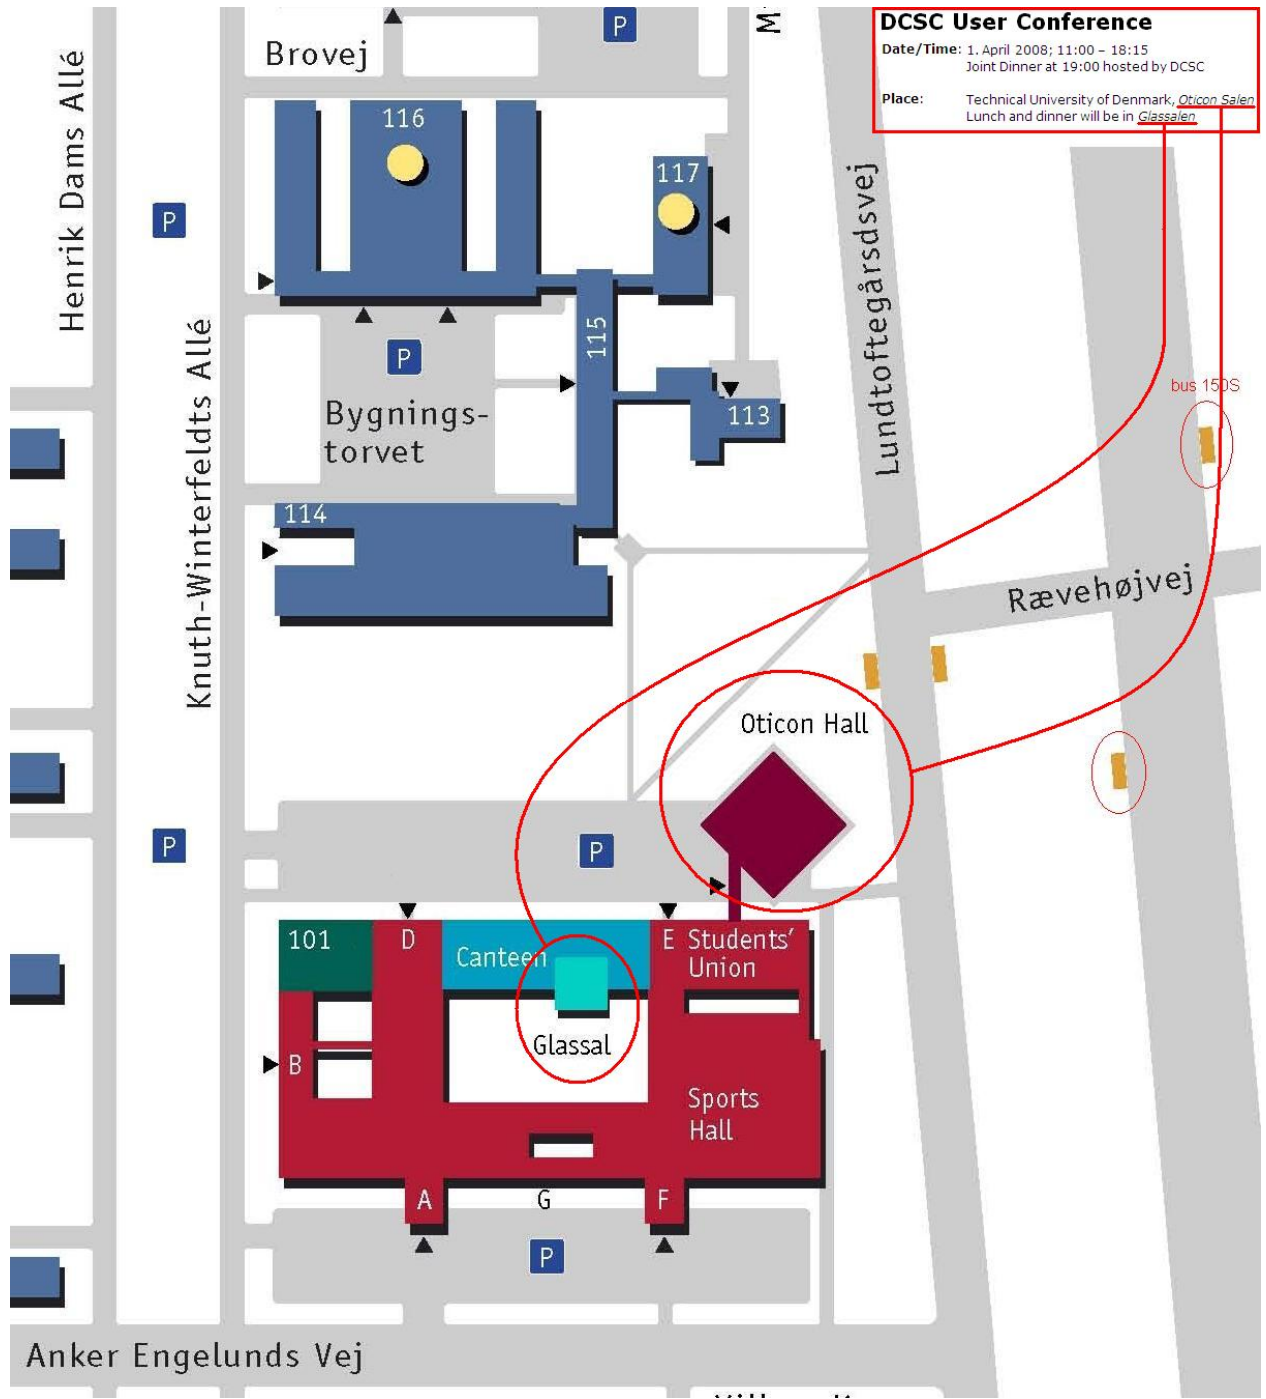 P
M
DCSC User Conference
Date/Time: 1. April 2008; 11:00 – 18:15
Joint Dinner at 19:00 hosted by DCSC
Place: Technical University of Denmark, Oticon Salen
Lunch and dinner will be in Glassalen
Brovej
Henrik Dams Allé
116
117
P
Lundtoftegårsdsvej
Knuth-Winterfeldts Allé
115
P
bus 150S
Bygnings-
torvet
113
114
Rævehøjvej
Oticon Hall
P
P
101
D
Canteen
E
Students'
Union
Glassal
B
Sports
Hall
A
G
F
P
Anker Engelunds Vej